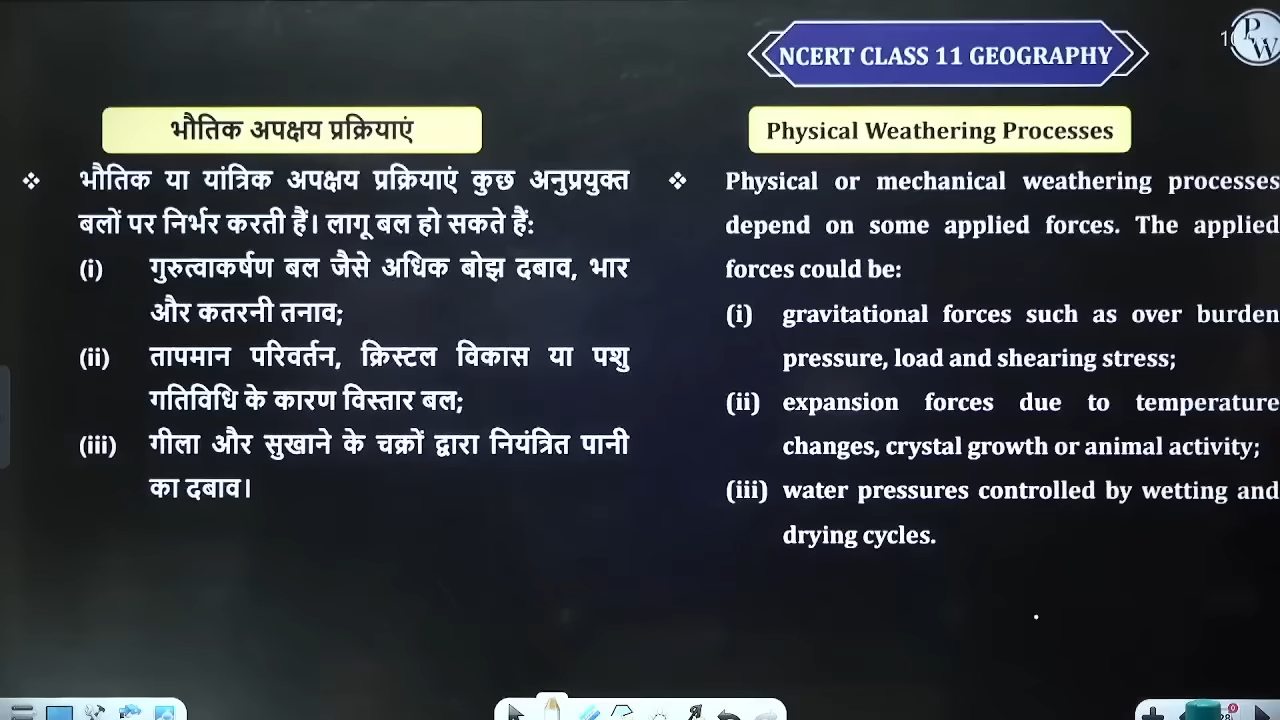 NCERT CLASS 11 GEOGRAPHY
PW
भौतिक अपक्षय प्रक्रियाएं
❖ भौतिक या यांत्रिक अपक्षय प्रक्रियाएं कुछ अनुप्रयुक्त
बलों पर निर्भर करती हैं। लागू बल हो सकते हैं:
(i) गुरुत्वाकर्षण बल जैसे अधिक बोझ दबाव, भार
और कतरनी तनाव;
(ii) तापमान परिवर्तन, क्रिस्टल विकास या पशु
गतिविधि के कारण विस्तार बल;
(iii) गीला और सुखाने के चक्रों द्वारा नियंत्रित पानी
का दबाव।
Physical Weathering Processes
❖ Physical or mechanical weathering processes
depend on some applied forces. The applied
forces could be:
(i) gravitational forces such as over burden
pressure, load and shearing stress;
(ii) expansion forces due to temperature
changes, crystal growth or animal activity;
(iii) water pressures controlled by wetting and
drying cycles.